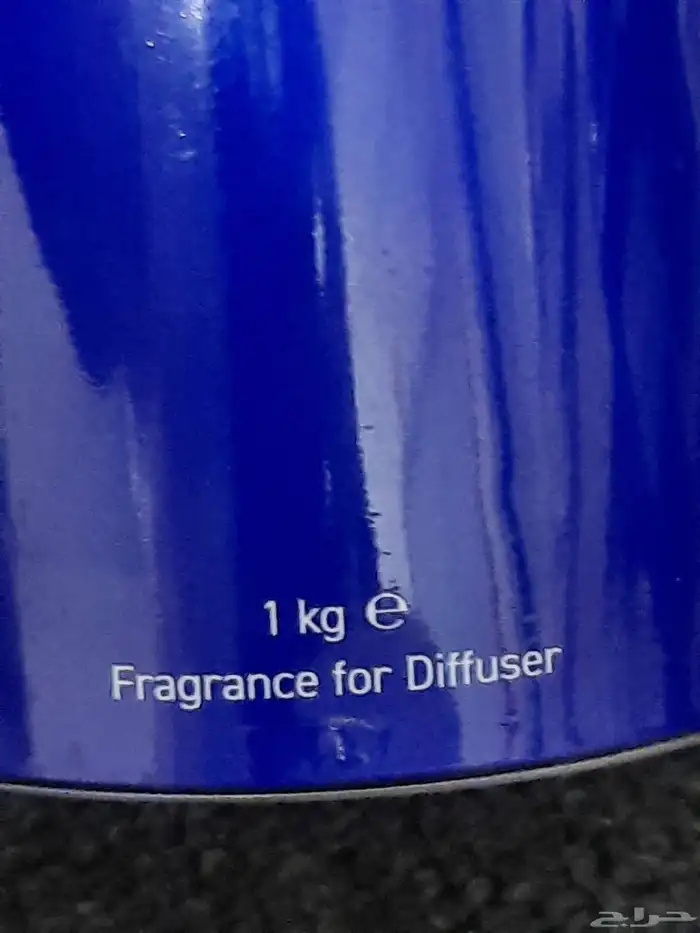 1 kg ℮
Fragrance for Diffuser
حراج